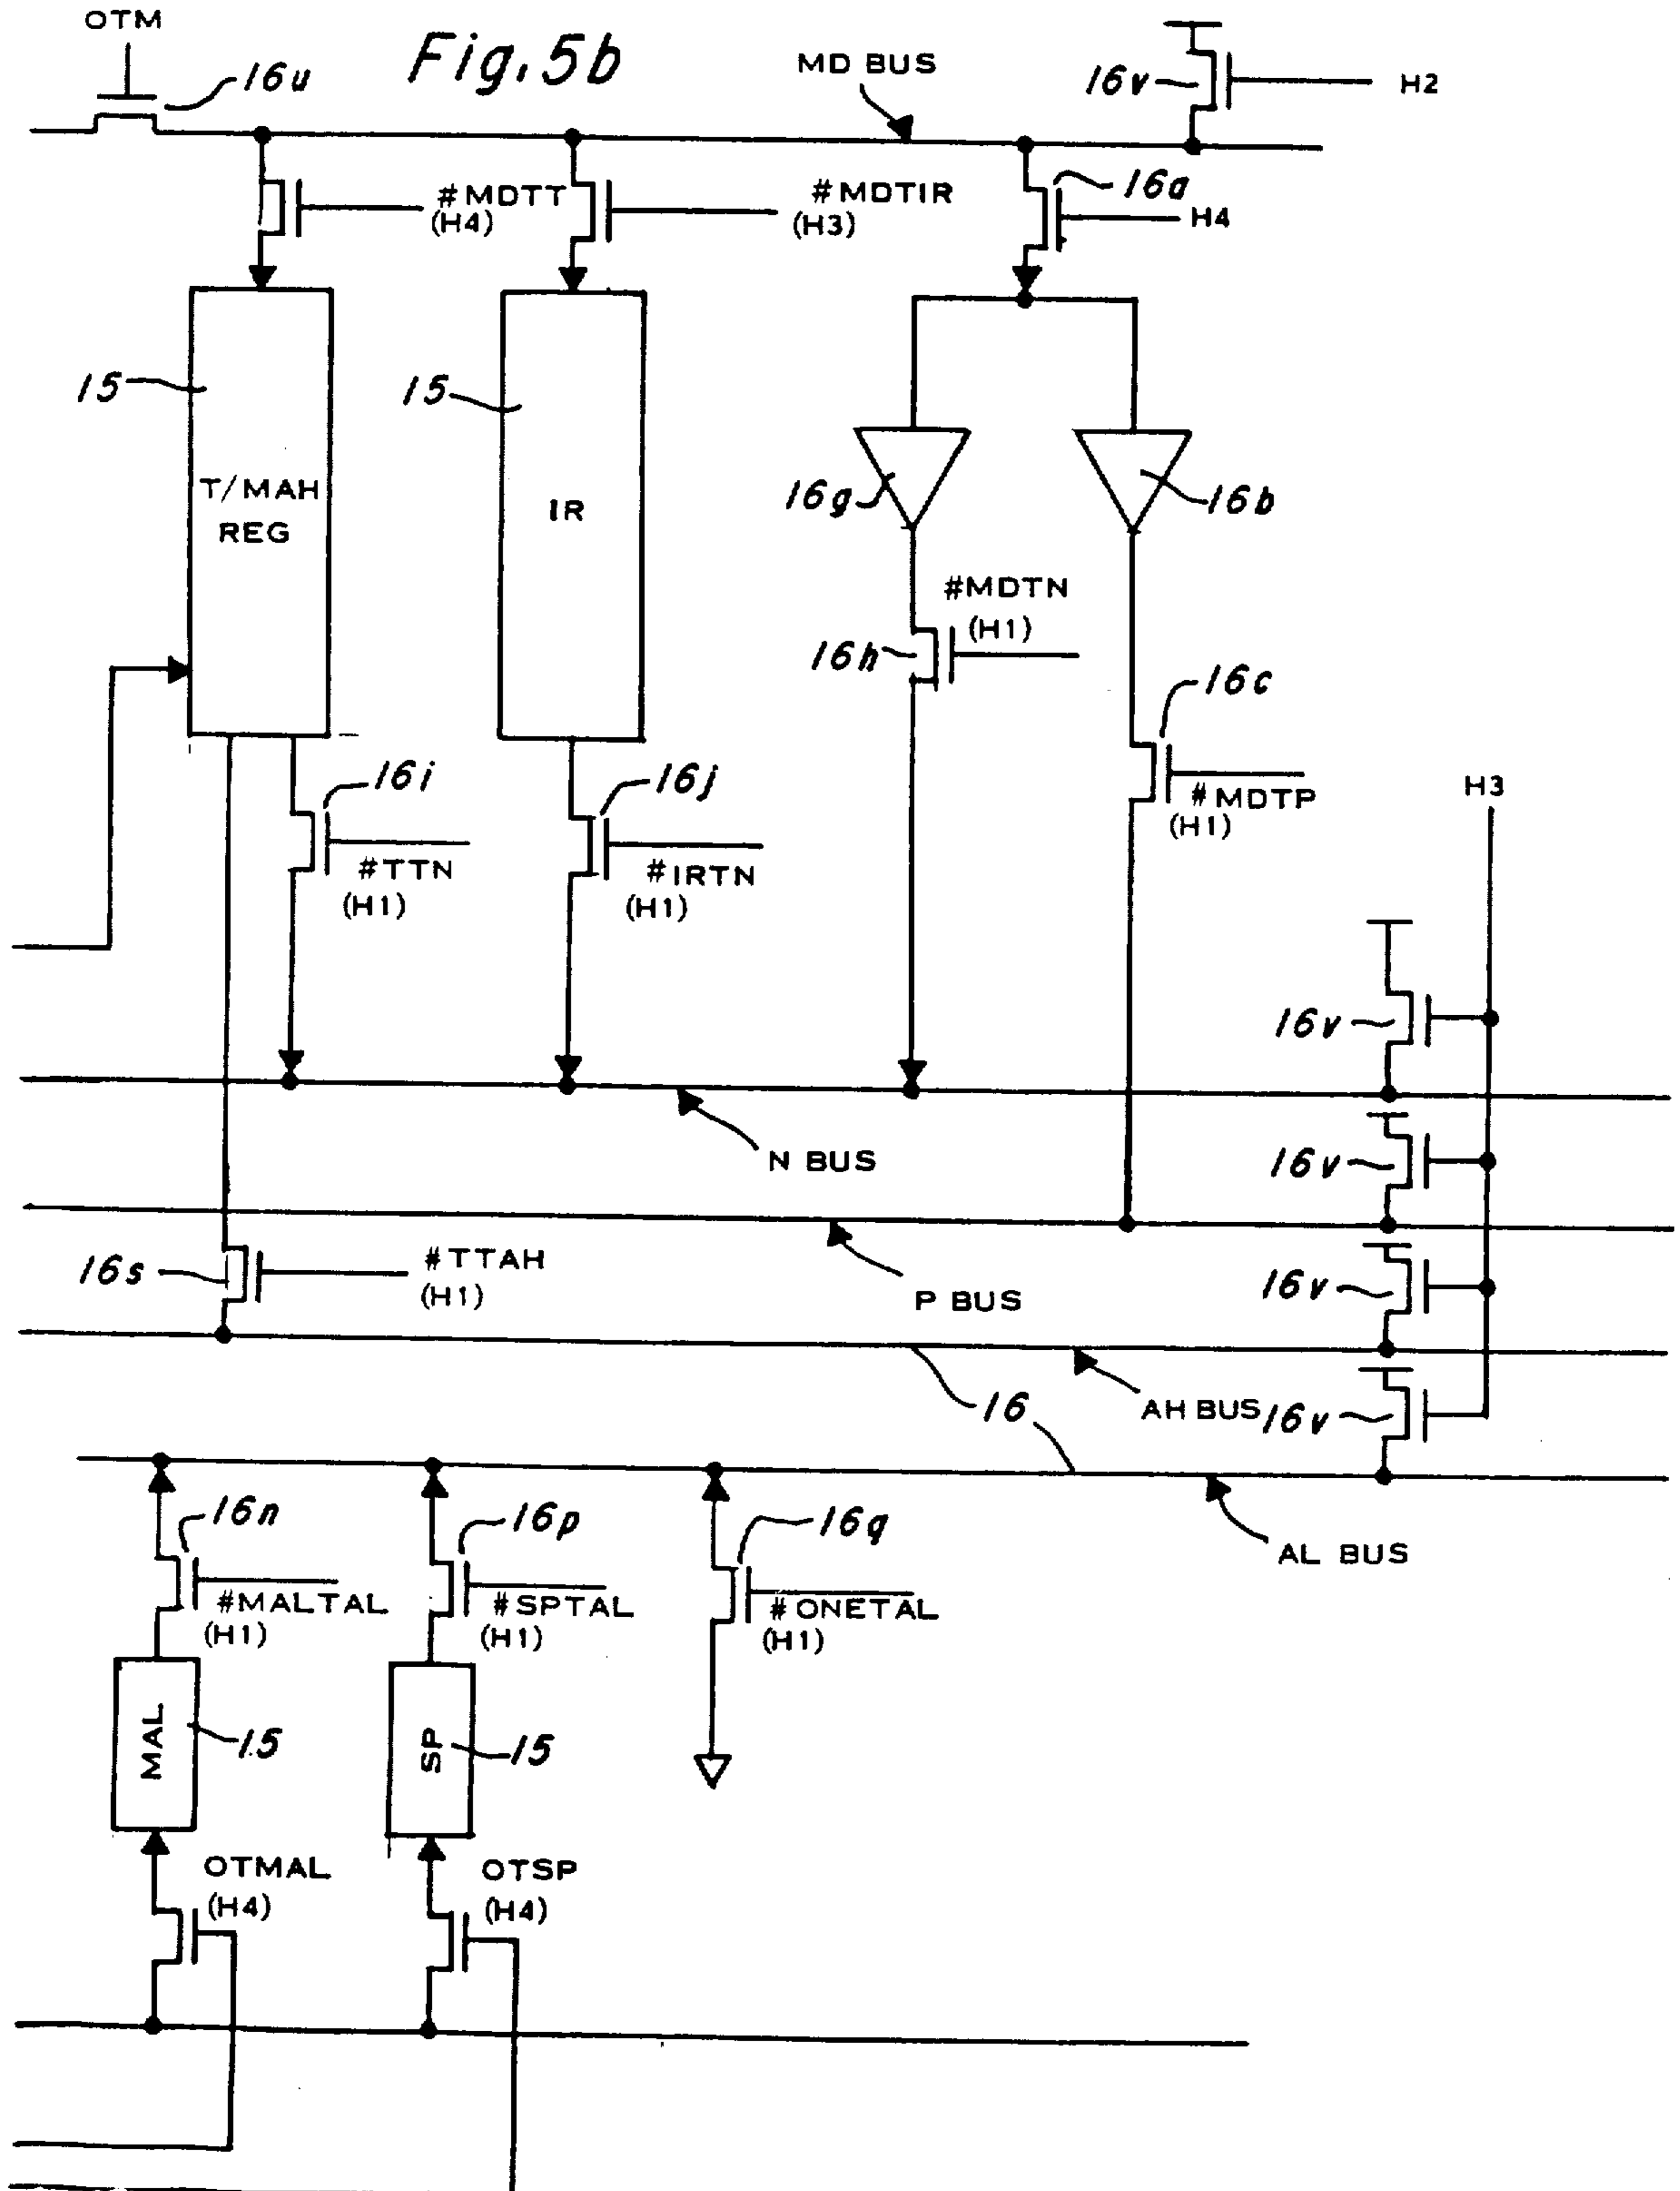 OTM
Fig. 5b
16u
MD BUS
16v
H2
#MDTT
(H4)
#MDTIR
(H3)
16a
H4
15
T/MAH
REG
15
IR
16g
16b
#MDTN
(H1)
16h
16c
#MDTP
(H1)
H3
16i
#TTN
(H1)
16j
#IRTN
(H1)
16v
N BUS
16v
16s
#TTAH
(H1)
P BUS
16v
16
AH BUS
16v
16n
#MALTAL
(H1)
16p
#SPTAL
(H1)
16q
#ONETAL
(H1)
AL BUS
MAL
15
SP
15
OTMAL
(H4)
OTSP
(H4)